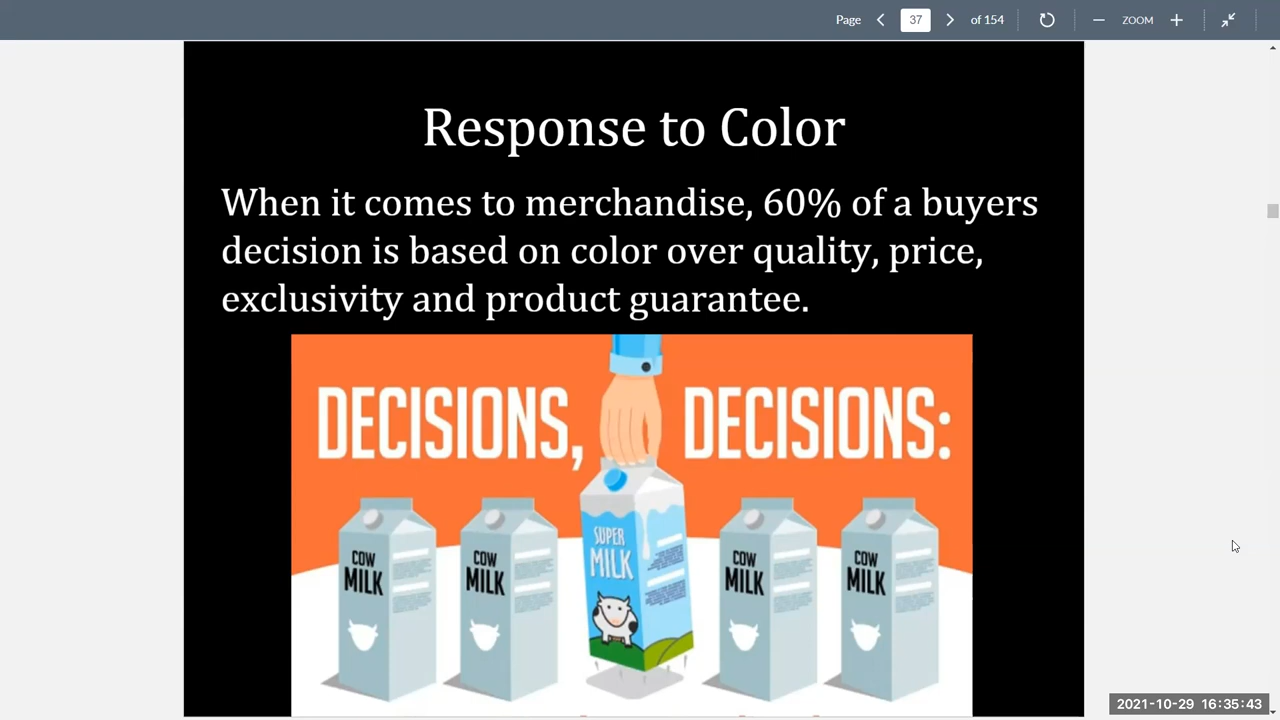 Page 37 of 154 ZOOM
Response to Color
When it comes to merchandise, 60% of a buyers
decision is based on color over quality, price,
exclusivity and product guarantee.
DECISIONS, DECISIONS:
SUPER
MILK
COW
MILK
COW
MILK
COW
MILK
COW
MILK
2021-10-29 16:35:43